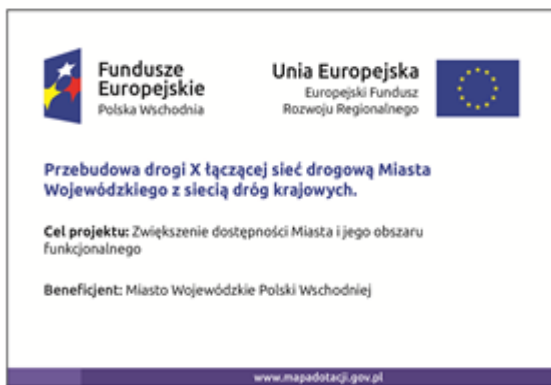 Fundusze
Europejskie
Polska Wschodnia
Unia Europejska
Europejski Fundusz
Rozwoju Regionalnego
Przebudowa drogi X łączącej sieć drogową Miasta
Wojewódzkiego z siecią dróg krajowych.
Cel projektu: Zwiększenie dostępności Miasta i jego obszaru
funkcjonalnego
Beneficjent: Miasto Wojewódzkie Polski Wschodniej
www.mapadotacji.gov.pl